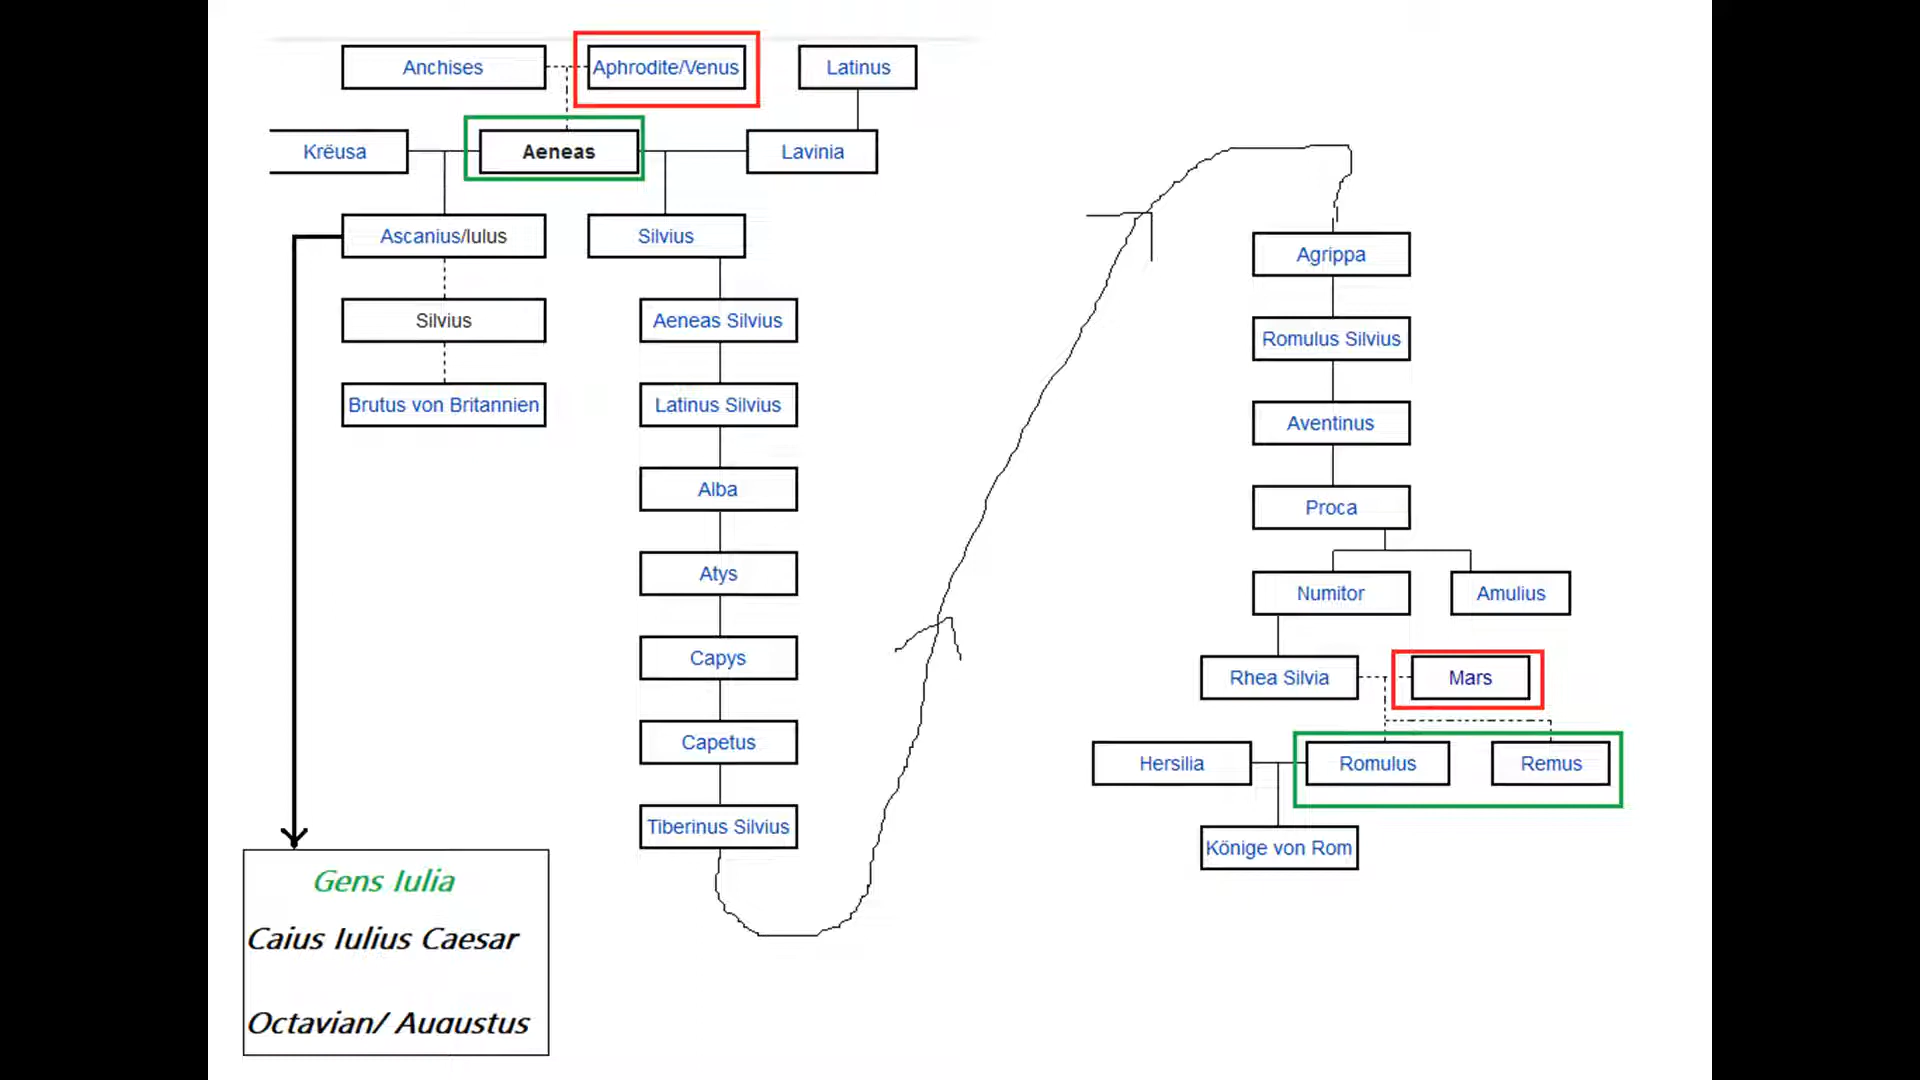 Anchises
Aphrodite/Venus
Latinus
Krëusa
Aeneas
Lavinia
Ascanius/Iulus
Silvius
Silvius
Aeneas Silvius
Brutus von Britannien
Latinus Silvius
Alba
Atys
Capys
Capetus
Tiberinus Silvius
Gens Iulia
Caius Iulius Caesar
Octavian/ Augustus
Agrippa
Romulus Silvius
Aventinus
Proca
Numitor
Amulius
Rhea Silvia
Mars
Hersilia
Romulus
Remus
Könige von Rom